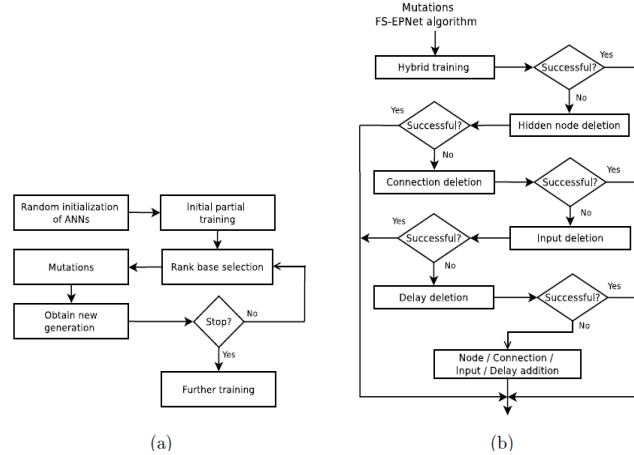 Random initialization
of ANNs
Initial partial
training
Mutations
Rank base selection
Obtain new
generation
Stop?
No
Yes
Further training
(a)
Mutations
FS-EPNet algorithm
Hybrid training
Successful?
Yes
No
Hidden node deletion
Successful?
Yes
No
Connection deletion
Successful?
Yes
No
Input deletion
Successful?
Yes
No
Delay deletion
Successful?
Yes
No
Node / Connection /
Input / Delay addition
(b)